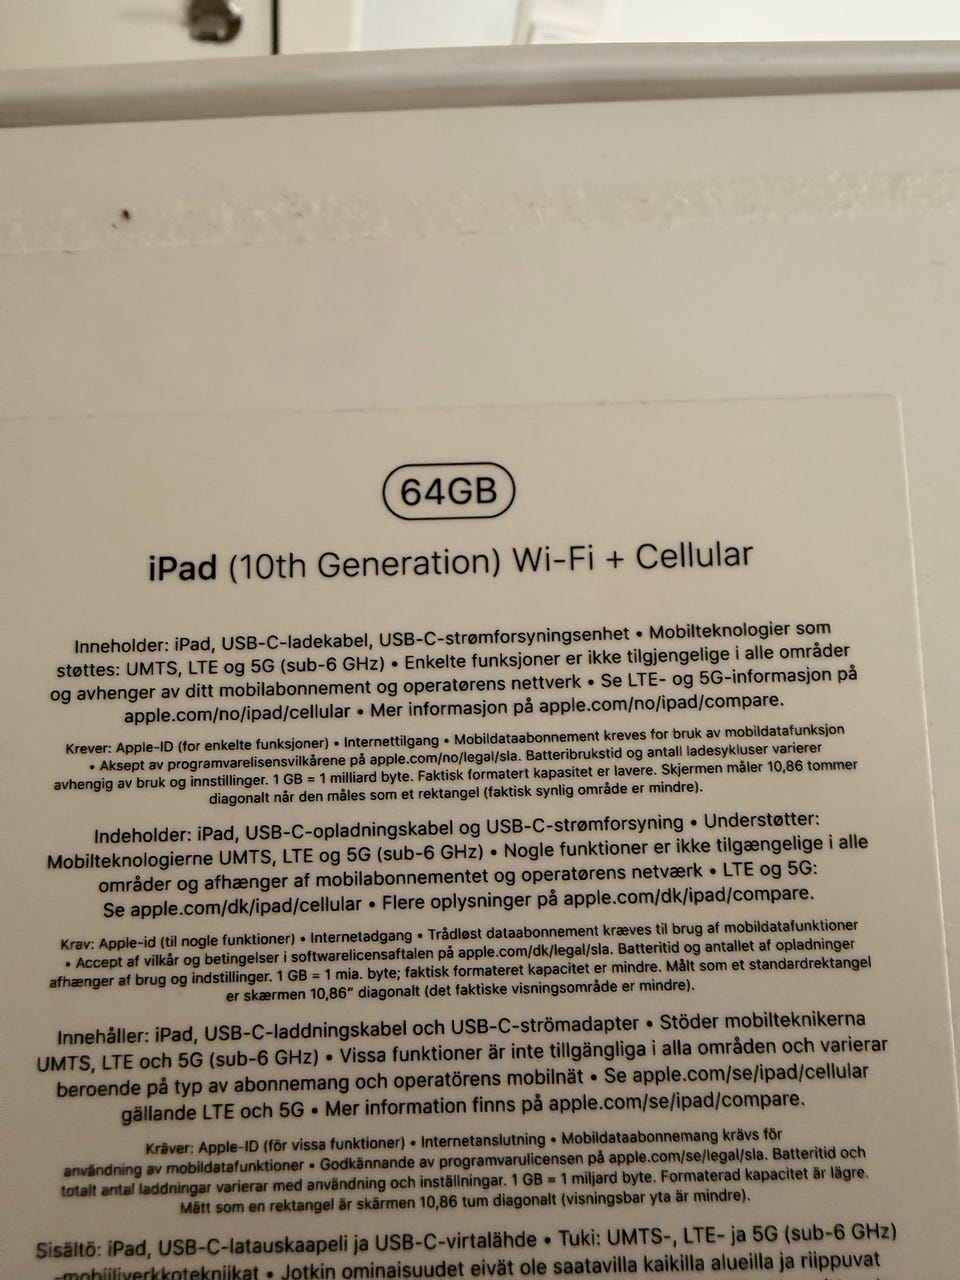 64GB
iPad (10th Generation) Wi-Fi + Cellular
Inneholder: iPad, USB-C-ladekabel, USB-C-strømforsyningsenhet • Mobilteknologier som
støttes: UMTS, LTE og 5G (sub-6 GHz) • Enkelte funksjoner er ikke tilgjengelige i alle områder
og avhenger av ditt mobilabonnement og operatørens nettverk • Se LTE- og 5G-informasjon på
apple.com/no/ipad/cellular • Mer informasjon på apple.com/no/ipad/compare.
Krever: Apple-ID (for enkelte funksjoner) • Internettilgang • Mobildataabonnement kreves for bruk av mobildatafunksjon
• Aksept av programvarelisensvilkårene på apple.com/no/legal/sla. Batteribrukstid og antall ladesykluser varierer
avhengig av bruk og innstillinger. 1 GB = 1 milliard byte. Faktisk formatert kapasitet er lavere. Skjermen måler 10,86 tommer
diagonalt når den måles som et rektangel (faktisk synlig område er mindre).
Indeholder: iPad, USB-C-opladningskabel og USB-C-strømforsyning • Understøtter:
Mobilteknologierne UMTS, LTE og 5G (sub-6 GHz) • Nogle funktioner er ikke tilgængelige i alle
områder og afhænger af mobilabonnementet og operatørens netværk • LTE og 5G:
Se apple.com/dk/ipad/cellular • Flere oplysninger på apple.com/dk/ipad/compare.
Krav: Apple-id (til nogle funktioner) • Internetadgang • Trådløst dataabonnement kræves til brug af mobildatafunktioner
• Accept af vilkår og betingelser i softwarelicensaftalen på apple.com/dk/legal/sla. Batteritid og antallet af opladninger
afhænger af brug og indstillinger. 1 GB = 1 mia. byte; faktisk formateret kapacitet er mindre. Målt som et standardrektangel
er skærmen 10,86" diagonalt (det faktiske visningsområde er mindre).
Innehåller: iPad, USB-C-laddningskabel och USB-C-strömadapter • Stöder mobilteknikerna
UMTS, LTE och 5G (sub-6 GHz) • Vissa funktioner är inte tillgängliga i alla områden och varierar
beroende på typ av abonnemang och operatörens mobilnät • Se apple.com/se/ipad/cellular
gällande LTE och 5G • Mer information finns på apple.com/se/ipad/compare.
Kräver: Apple-ID (för vissa funktioner) • Internetanslutning • Mobildataabonnemang krävs för
användning av mobildatafunktioner • Godkännande av programvarulicensen på apple.com/se/legal/sla. Batteritid och
totalt antal laddningar varierar med användning och inställningar. 1 GB = 1 miljard byte. Formaterad kapacitet är lägre.
Mätt som en rektangel är skärmen 10,86 tum diagonalt (visningsbar yta är mindre).
Sisältö: iPad, USB-C-latauskaapeli ja USB-C-virtalähde • Tuki: UMTS-, LTE- ja 5G (sub-6 GHz)
-mobiiliverkkotekniikat • Jotkin ominaisuudet eivät ole saatavilla kaikilla alueilla ja riippuvat